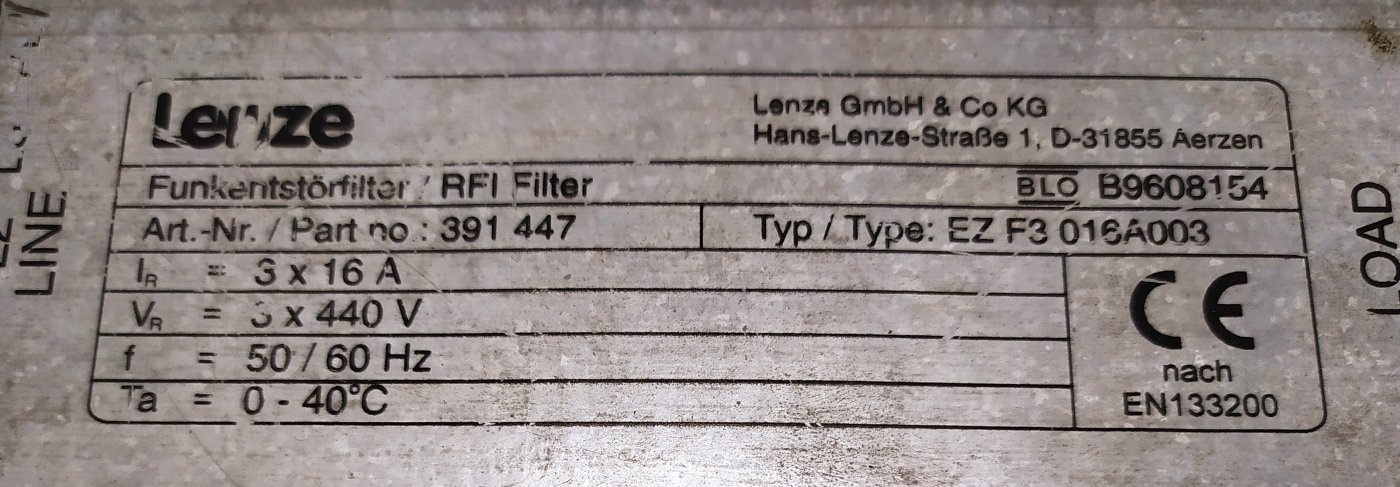 Lenze
Lenze GmbH & Co KG
Hans-Lenze-Straße 1, D-31855 Aerzen
Funkentstörfilter / RFI Filter
BLO B9608154
Art.-Nr. / Part no : 391 447
Typ / Type: EZ F3 016A003
IR = 3 x 16 A
VR = 3 x 440 V
f = 50 / 60 Hz
Ta = 0 - 40°C
CE
nach
EN133200
LINE
LOAD